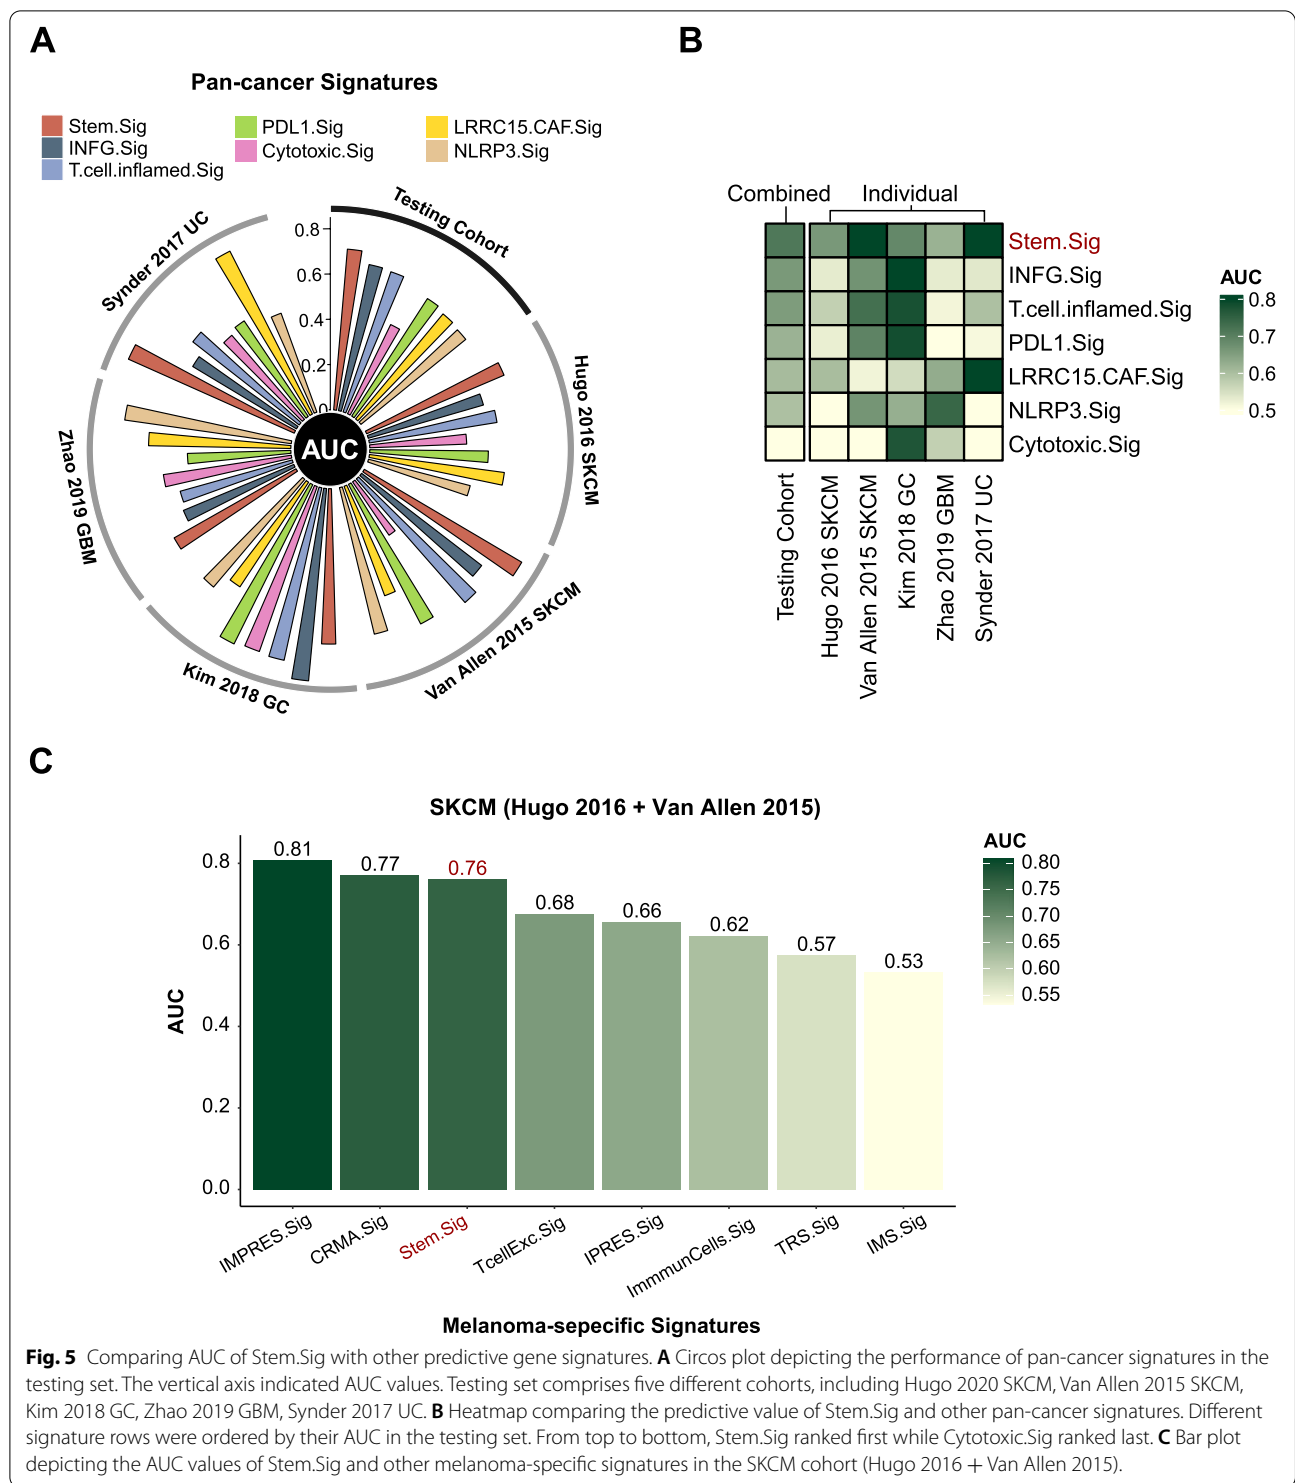 A
Pan-cancer Signatures
Stem.Sig
INFG.Sig
T.cell.inflamed.Sig
PDL1.Sig
Cytotoxic.Sig
LRRC15.CAF.Sig
NLRP3.Sig
Testing Cohort
Hugo 2016 SKCM
Van Allen 2015 SKCM
Kim 2018 GC
Zhao 2019 GBM
Synder 2017 UC
0.8
0.6
0.4
0.2
0
AUC
B
Combined Individual
Stem.Sig
INFG.Sig
T.cell.inflamed.Sig
PDL1.Sig
LRRC15.CAF.Sig
NLRP3.Sig
Cytotoxic.Sig
Testing Cohort
Hugo 2016 SKCM
Van Allen 2015 SKCM
Kim 2018 GC
Zhao 2019 GBM
Synder 2017 UC
AUC
0.8
0.7
0.6
0.5
C
SKCM (Hugo 2016 + Van Allen 2015)
AUC
0.8
0.6
0.4
0.2
0.0
0.81
0.77
0.76
0.68
0.66
0.62
0.57
0.53
IMPRES.Sig
CRMA.Sig
Stem.Sig
TcellExc.Sig
IPRES.Sig
ImmmunCells.Sig
TRS.Sig
IMS.Sig
Melanoma-sepecific Signatures
AUC
0.80
0.75
0.70
0.65
0.60
0.55
Fig. 5 Comparing AUC of Stem.Sig with other predictive gene signatures. A Circos plot depicting the performance of pan-cancer signatures in the
testing set. The vertical axis indicated AUC values. Testing set comprises five different cohorts, including Hugo 2020 SKCM, Van Allen 2015 SKCM,
Kim 2018 GC, Zhao 2019 GBM, Synder 2017 UC. B Heatmap comparing the predictive value of Stem.Sig and other pan-cancer signatures. Different
signature rows were ordered by their AUC in the testing set. From top to bottom, Stem.Sig ranked first while Cytotoxic.Sig ranked last. C Bar plot
depicting the AUC values of Stem.Sig and other melanoma-specific signatures in the SKCM cohort (Hugo 2016 + Van Allen 2015).